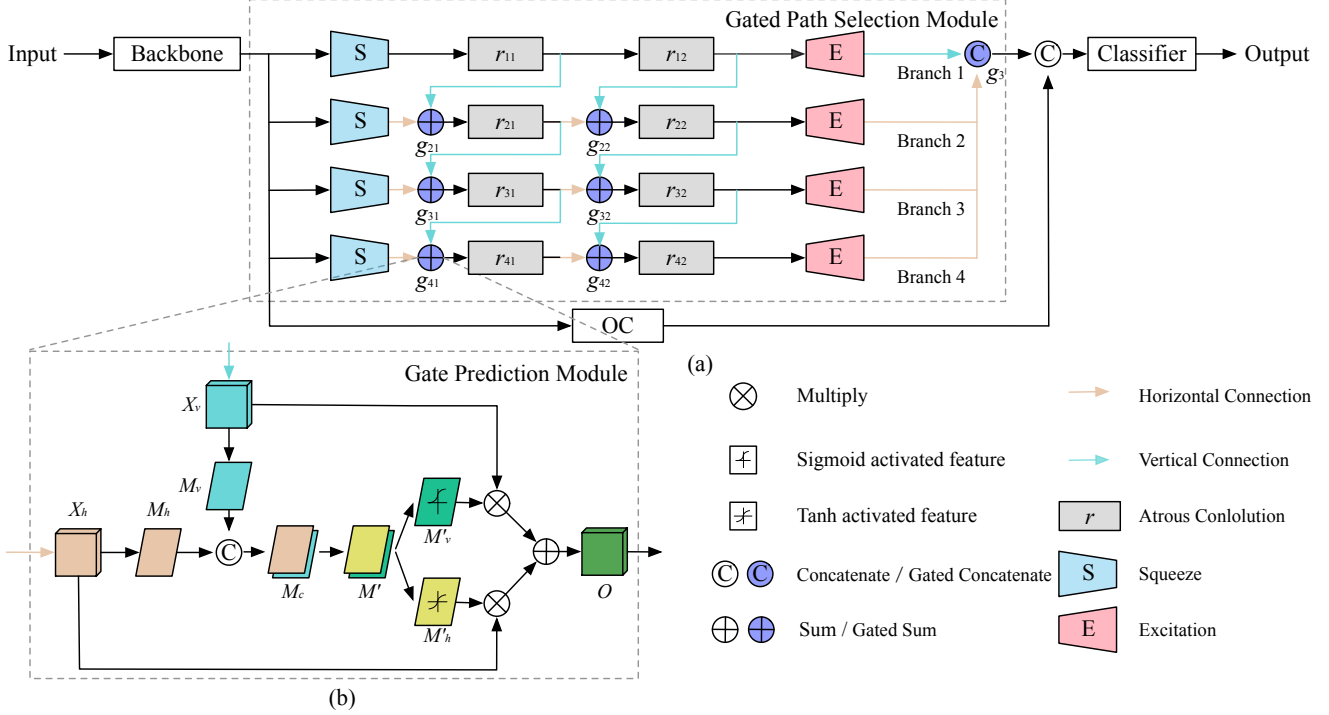 Gated Path Selection Module
Input
Backbone
S
r11
r12
E
C
C
Classifier
Output
Branch 1
g3
S
r21
r22
E
g21
g22
Branch 2
S
r31
r32
E
g31
g32
Branch 3
S
r41
r42
E
g41
g42
Branch 4
OC
(a)
Gate Prediction Module
Xv
Mv
Xh
Mh
C
Mc
M'
M'v
M'h
O
(b)
Multiply
Horizontal Connection
Sigmoid activated feature
Vertical Connection
Tanh activated feature
r
Atrous Conlolution
C C
Concatenate / Gated Concatenate
S
Squeeze
Sum / Gated Sum
E
Excitation